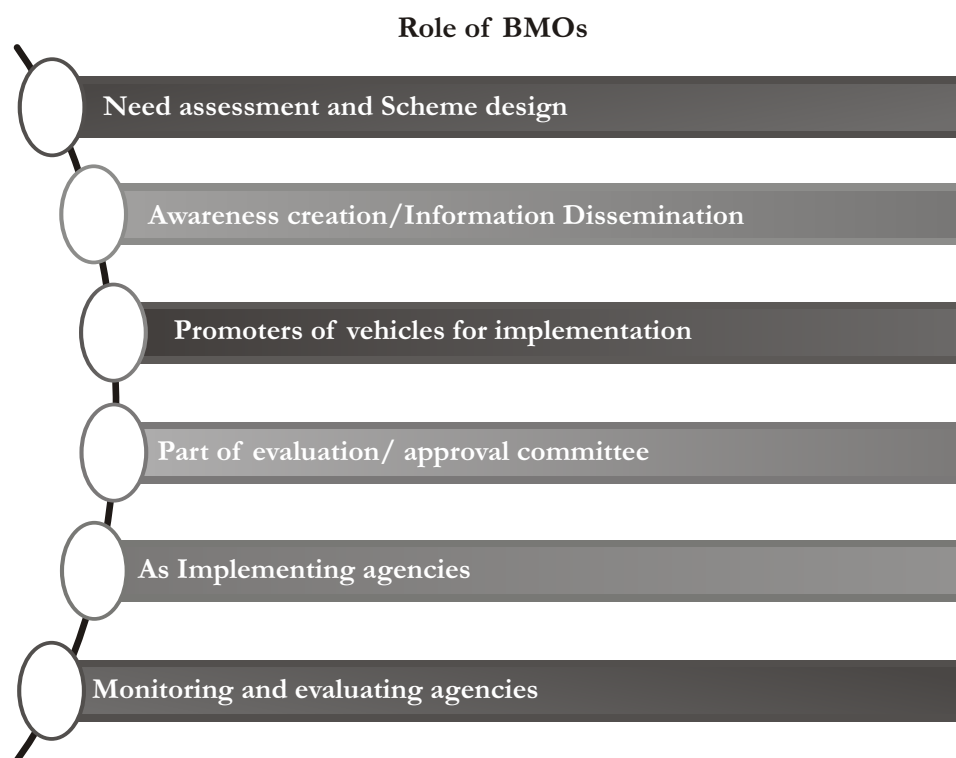 Role of BMOs
Need assessment and Scheme design
Awareness creation/Information Dissemination
Promoters of vehicles for implementation
Part of evaluation/ approval committee
As Implementing agencies
Monitoring and evaluating agencies